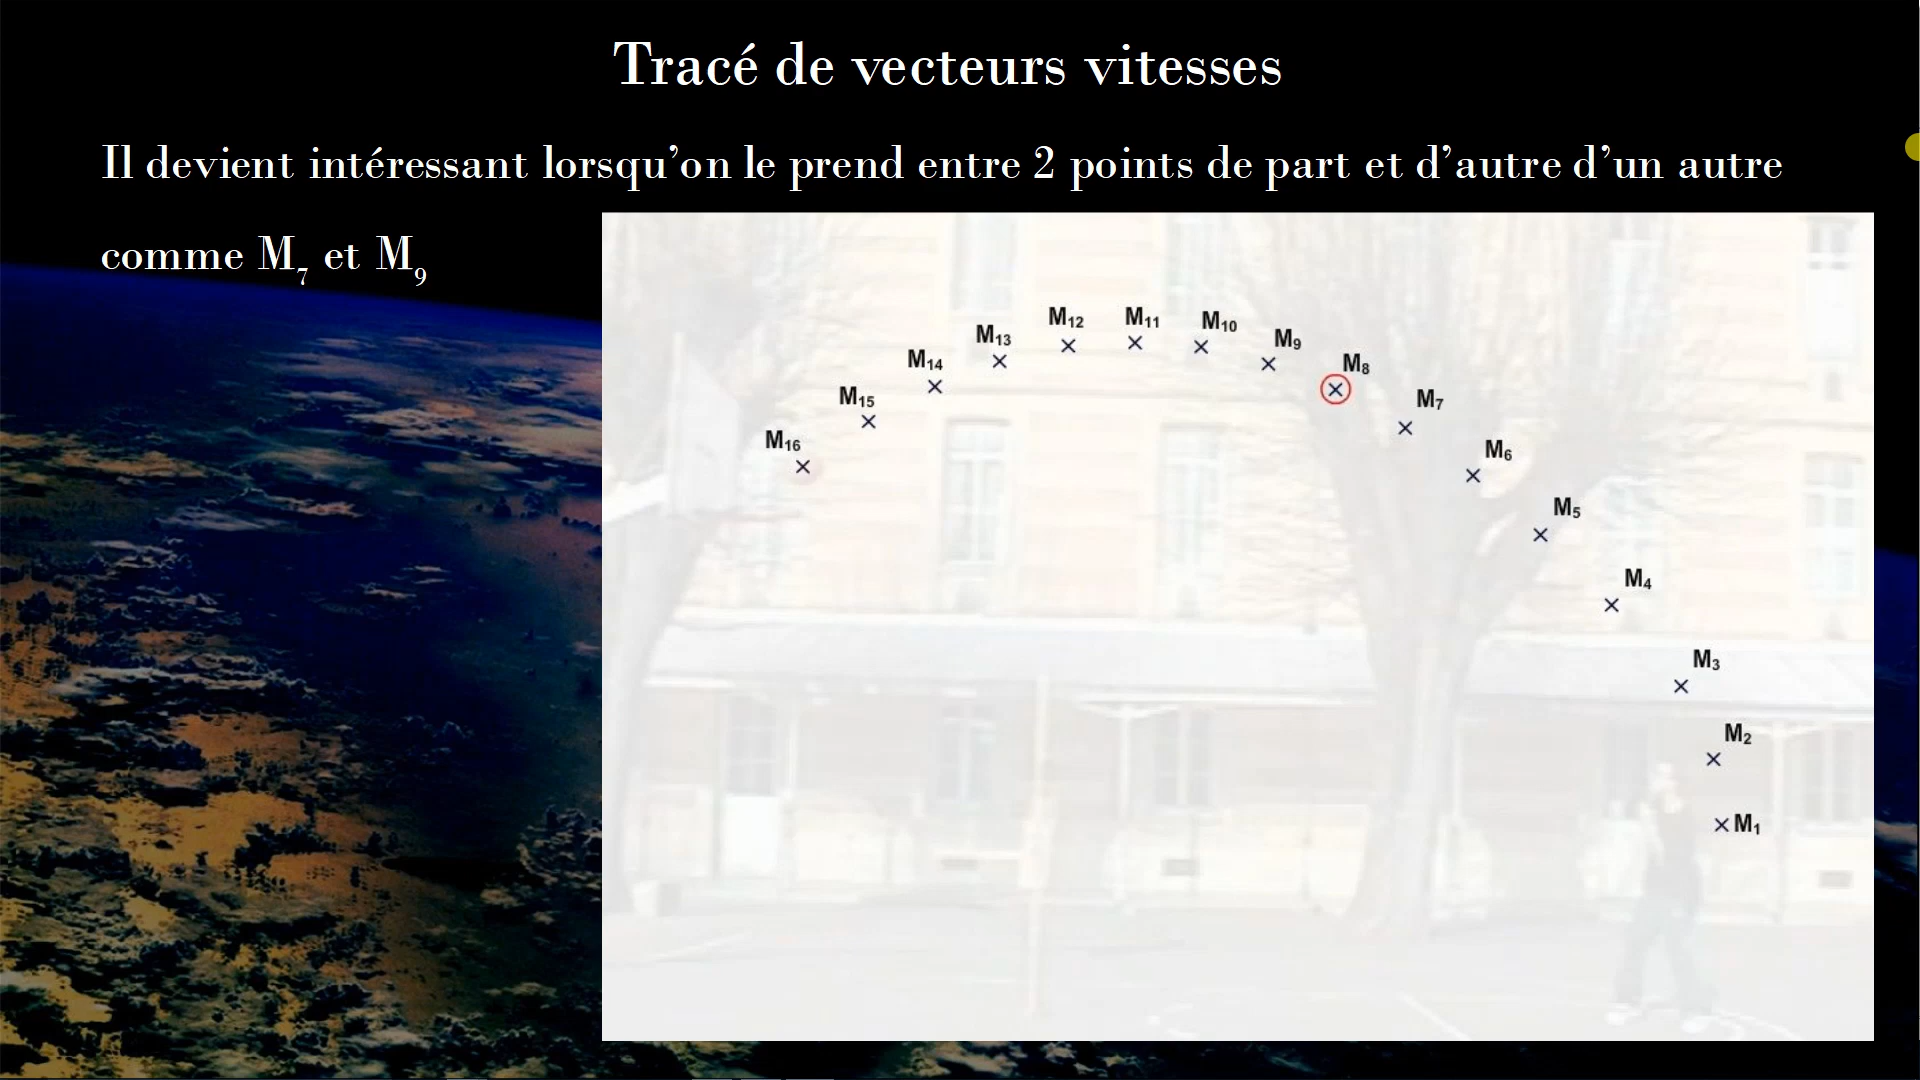 Tracé de vecteurs vitesses
Il devient intéressant lorsqu’on le prend entre 2 points de part et d’autre d’un autre
comme M₇ et M₉
M₁₂
M₁₁
M₁₀
M₁₃
M₉
M₁₄
M₈
M₁₅
M₇
M₁₆
M₆
M₅
M₄
M₃
M₂
M₁